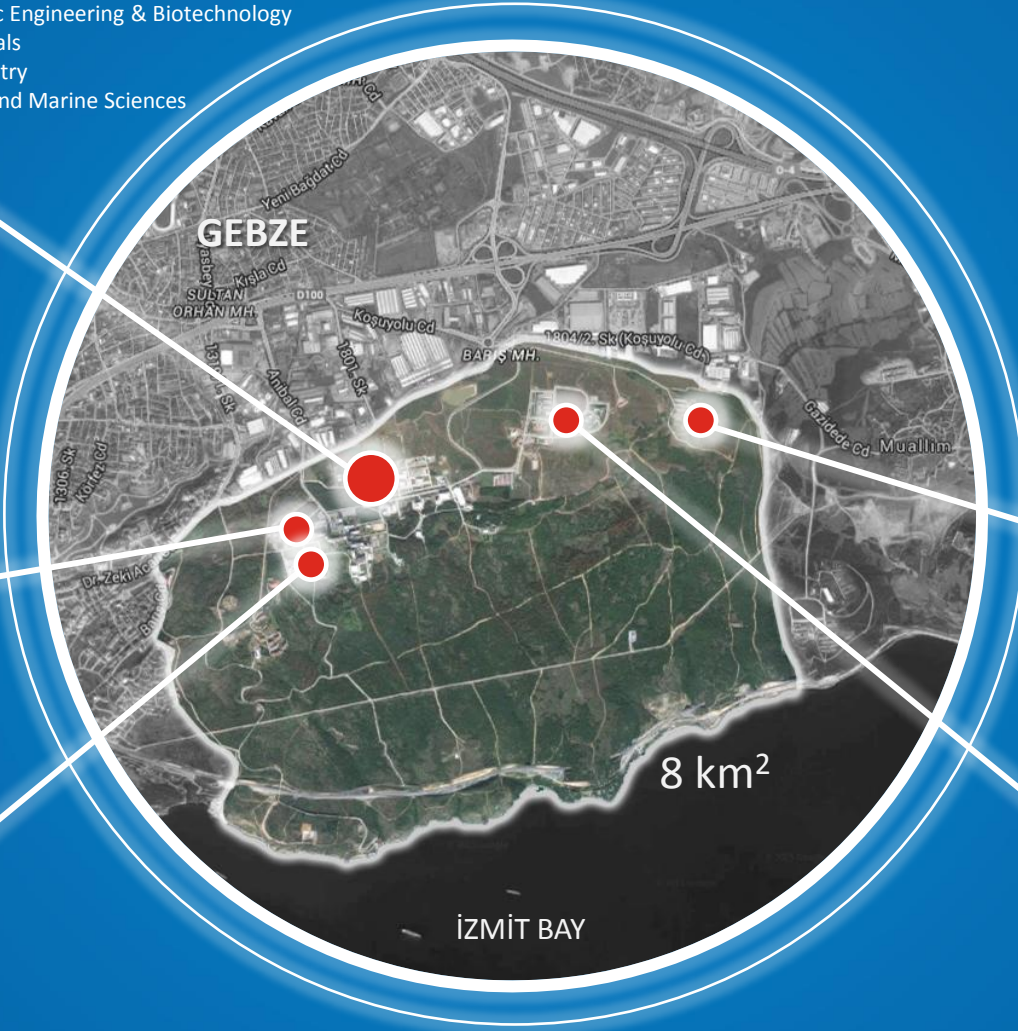 c Engineering & Biotechnology
als
try
nd Marine Sciences
Yeni Bağdat Cd
GEBZE
Kışla Cd
SULTAN
ORHAN MH.
D100
Koşuyolu Cd
1804/2. Sk (Koşuyolu Cd.)
BARIŞ MH.
1801. Sk
Anibal Cd
Gazidede Cd
Muallim
1306. Sk
Körfez Cd
Dr. Zeki Ac
8 km²
İZMİT BAY